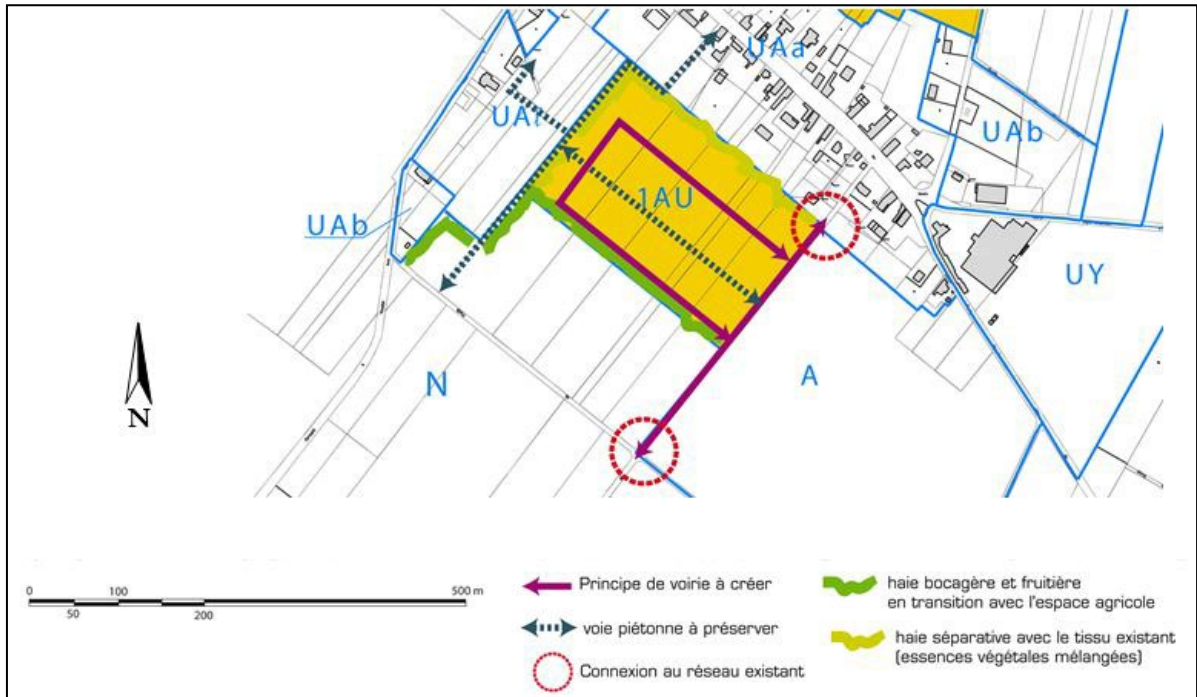 UAa
UAb
1AU
UAb
UY
N
A
N
0
100
500 m
50
200
Principe de voirie à créer
voie piétonne à préserver
Connexion au réseau existant
haie bocagère et fruitière
en transition avec l'espace agricole
haie séparative avec le tissu existant
(essences végétales mélangées)